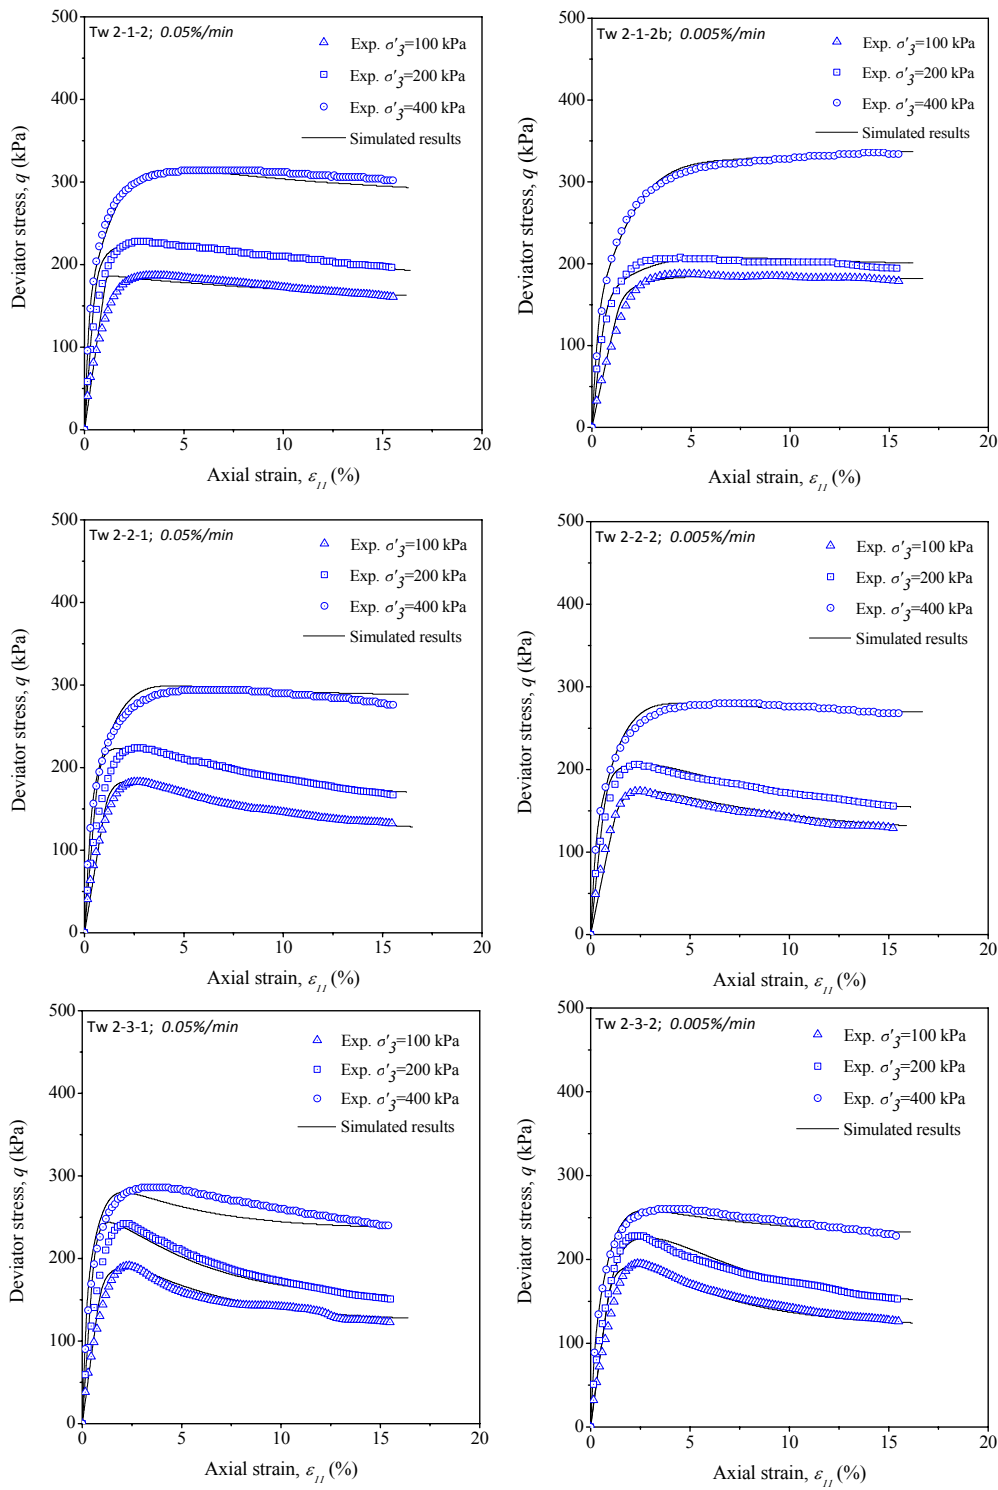 Tw 2-1-2; 0.05%/min
Exp. σ'3=100 kPa
Exp. σ'3=200 kPa
Exp. σ'3=400 kPa
Simulated results
Deviator stress, q (kPa)
500
400
300
200
100
0
0 5 10 15 20
Axial strain, ε11 (%)
Tw 2-1-2b; 0.005%/min
Exp. σ'3=100 kPa
Exp. σ'3=200 kPa
Exp. σ'3=400 kPa
Simulated results
Deviator stress, q (kPa)
500
400
300
200
100
0
0 5 10 15 20
Axial strain, ε11 (%)
Tw 2-2-1; 0.05%/min
Exp. σ'3=100 kPa
Exp. σ'3=200 kPa
Exp. σ'3=400 kPa
Simulated results
Deviator stress, q (kPa)
500
400
300
200
100
0
0 5 10 15 20
Axial strain, ε11 (%)
Tw 2-2-2; 0.005%/min
Exp. σ'3=100 kPa
Exp. σ'3=200 kPa
Exp. σ'3=400 kPa
Simulated results
Deviator stress, q (kPa)
500
400
300
200
100
0
0 5 10 15 20
Axial strain, ε11 (%)
Tw 2-3-1; 0.05%/min
Exp. σ'3=100 kPa
Exp. σ'3=200 kPa
Exp. σ'3=400 kPa
Simulated results
Deviator stress, q (kPa)
500
400
300
200
100
0
0 5 10 15 20
Axial strain, ε11 (%)
Tw 2-3-2; 0.005%/min
Exp. σ'3=100 kPa
Exp. σ'3=200 kPa
Exp. σ'3=400 kPa
Simulated results
Deviator stress, q (kPa)
500
400
300
200
100
0
0 5 10 15 20
Axial strain, ε11 (%)